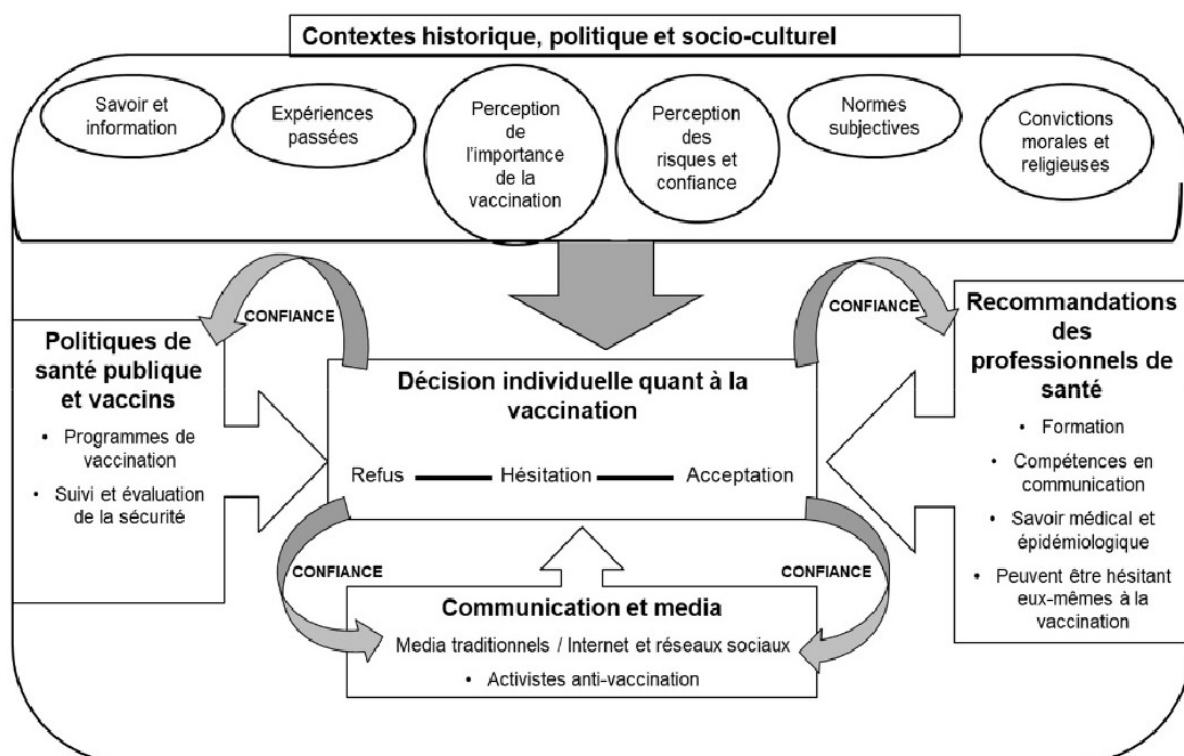 Contextes historique, politique et socio-culturel
Savoir et
information
Expériences
passées
Perception
de
l'importance
de la
vaccination
Perception
des
risques et
confiance
Normes
subjectives
Convictions
morales et
religieuses
CONFIANCE
CONFIANCE
Politiques de
santé publique
et vaccins
• Programmes de
vaccination
• Suivi et évaluation
de la sécurité
Décision individuelle quant à la
vaccination
Refus Hésitation Acceptation
Recommandations
des
professionnels de
santé
• Formation
• Compétences en
communication
• Savoir médical et
épidémiologique
• Peuvent être hésitant
eux-mêmes à la
vaccination
CONFIANCE
CONFIANCE
Communication et media
Media traditionnels / Internet et réseaux sociaux
• Activistes anti-vaccination